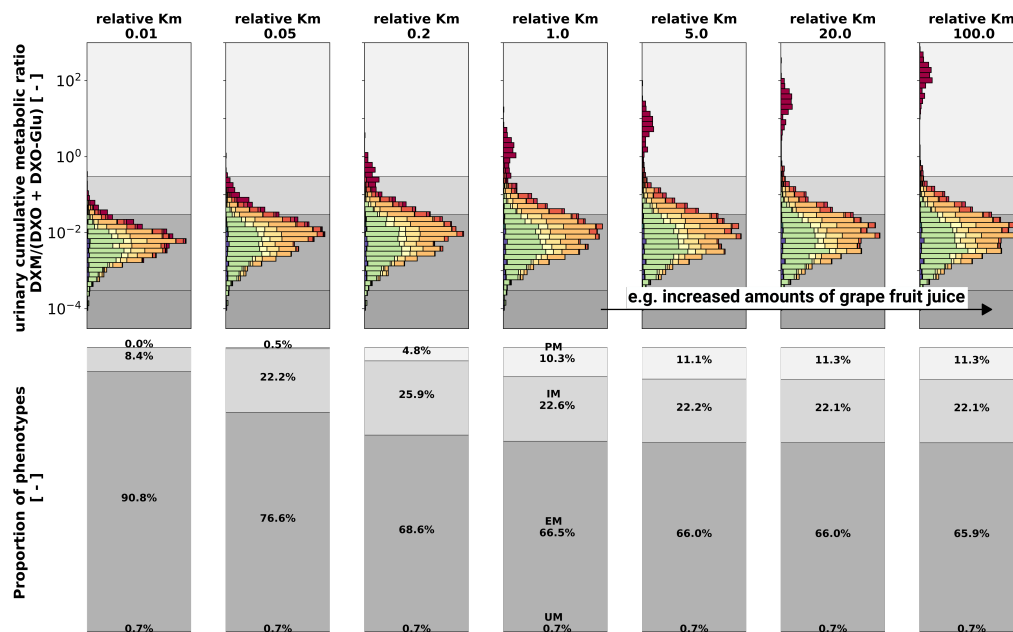 relative Km
0.01
relative Km
0.05
relative Km
0.2
relative Km
1.0
relative Km
5.0
relative Km
20.0
relative Km
100.0
urinary cumulative metabolic ratio
DXM/(DXO + DXO-Glu) [ - ]
10²
10⁰
10⁻²
10⁻⁴
e.g. increased amounts of grape fruit juice
Proportion of phenotypes
[ - ]
0.0%
8.4%
90.8%
0.7%
0.5%
22.2%
76.6%
0.7%
4.8%
25.9%
68.6%
0.7%
PM
10.3%
IM
22.6%
EM
66.5%
UM
0.7%
11.1%
22.2%
66.0%
0.7%
11.3%
22.1%
66.0%
0.7%
11.3%
22.1%
65.9%
0.7%